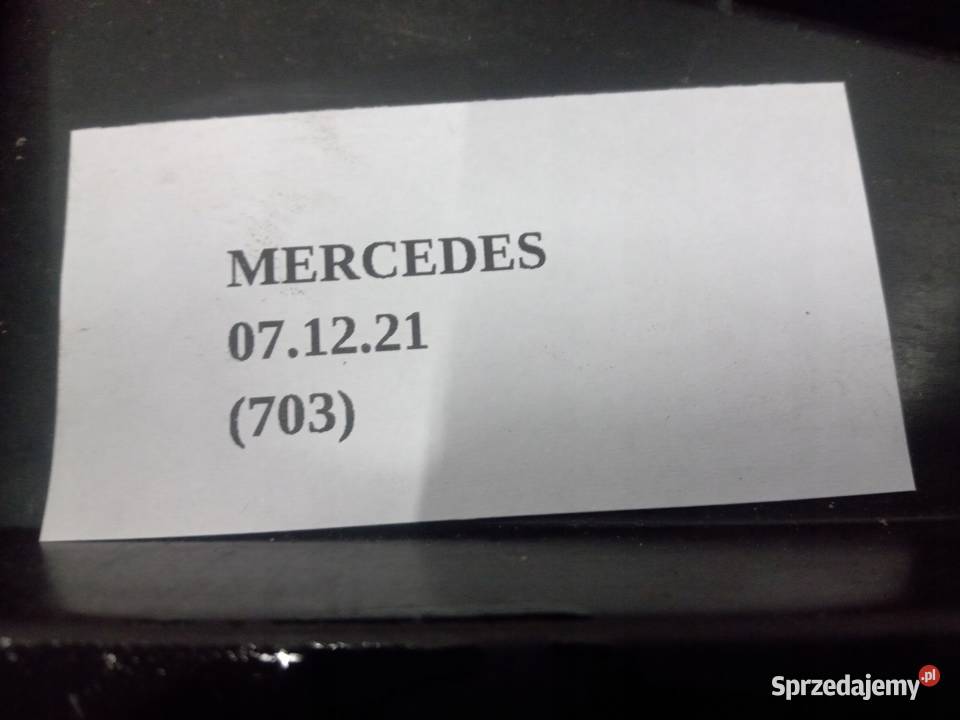 MERCEDES
07.12.21
(703)
Sprzedajemy.pl